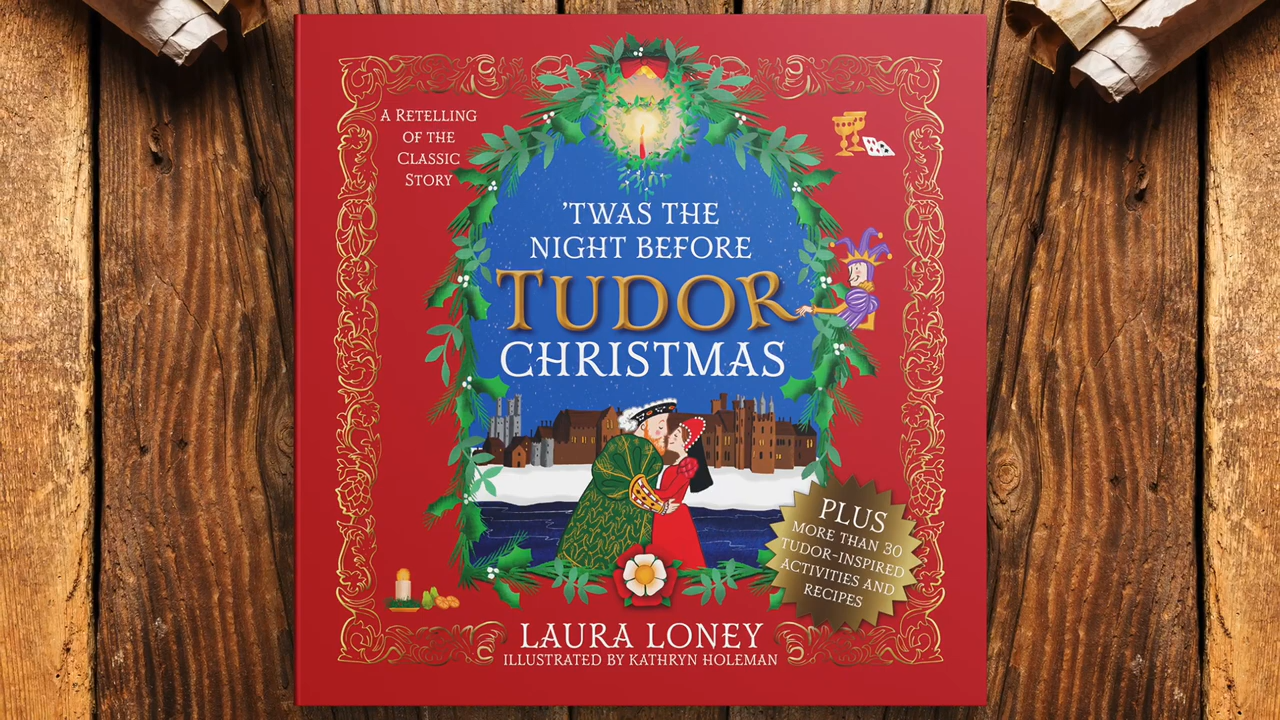 A RETELLING
OF THE
CLASSIC
STORY
'TWAS THE
NIGHT BEFORE
TUDOR
CHRISTMAS
PLUS
MORE THAN 30
TUDOR-INSPIRED
ACTIVITIES AND
RECIPES
LAURA LONEY
ILLUSTRATED BY KATHRYN HOLEMAN